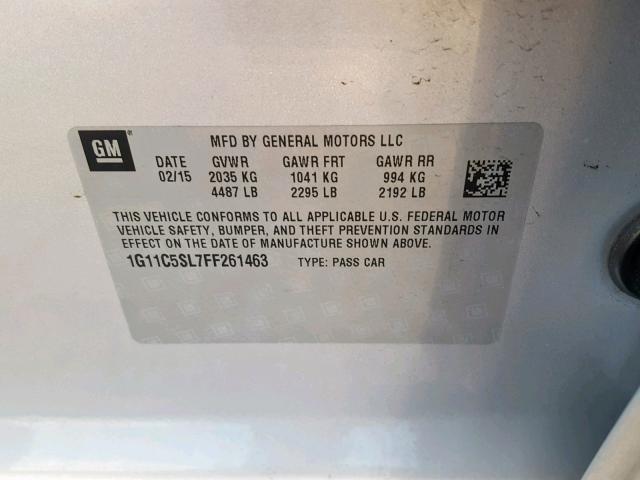 GM
MFD BY GENERAL MOTORS LLC
DATE GVWR GAWR FRT GAWR RR
02/15 2035 KG 1041 KG 994 KG
4487 LB 2295 LB 2192 LB
THIS VEHICLE CONFORMS TO ALL APPLICABLE U.S. FEDERAL MOTOR
VEHICLE SAFETY, BUMPER, AND THEFT PREVENTION STANDARDS IN
EFFECT ON THE DATE OF MANUFACTURE SHOWN ABOVE.
1G11C5SL7FF261463 TYPE: PASS CAR